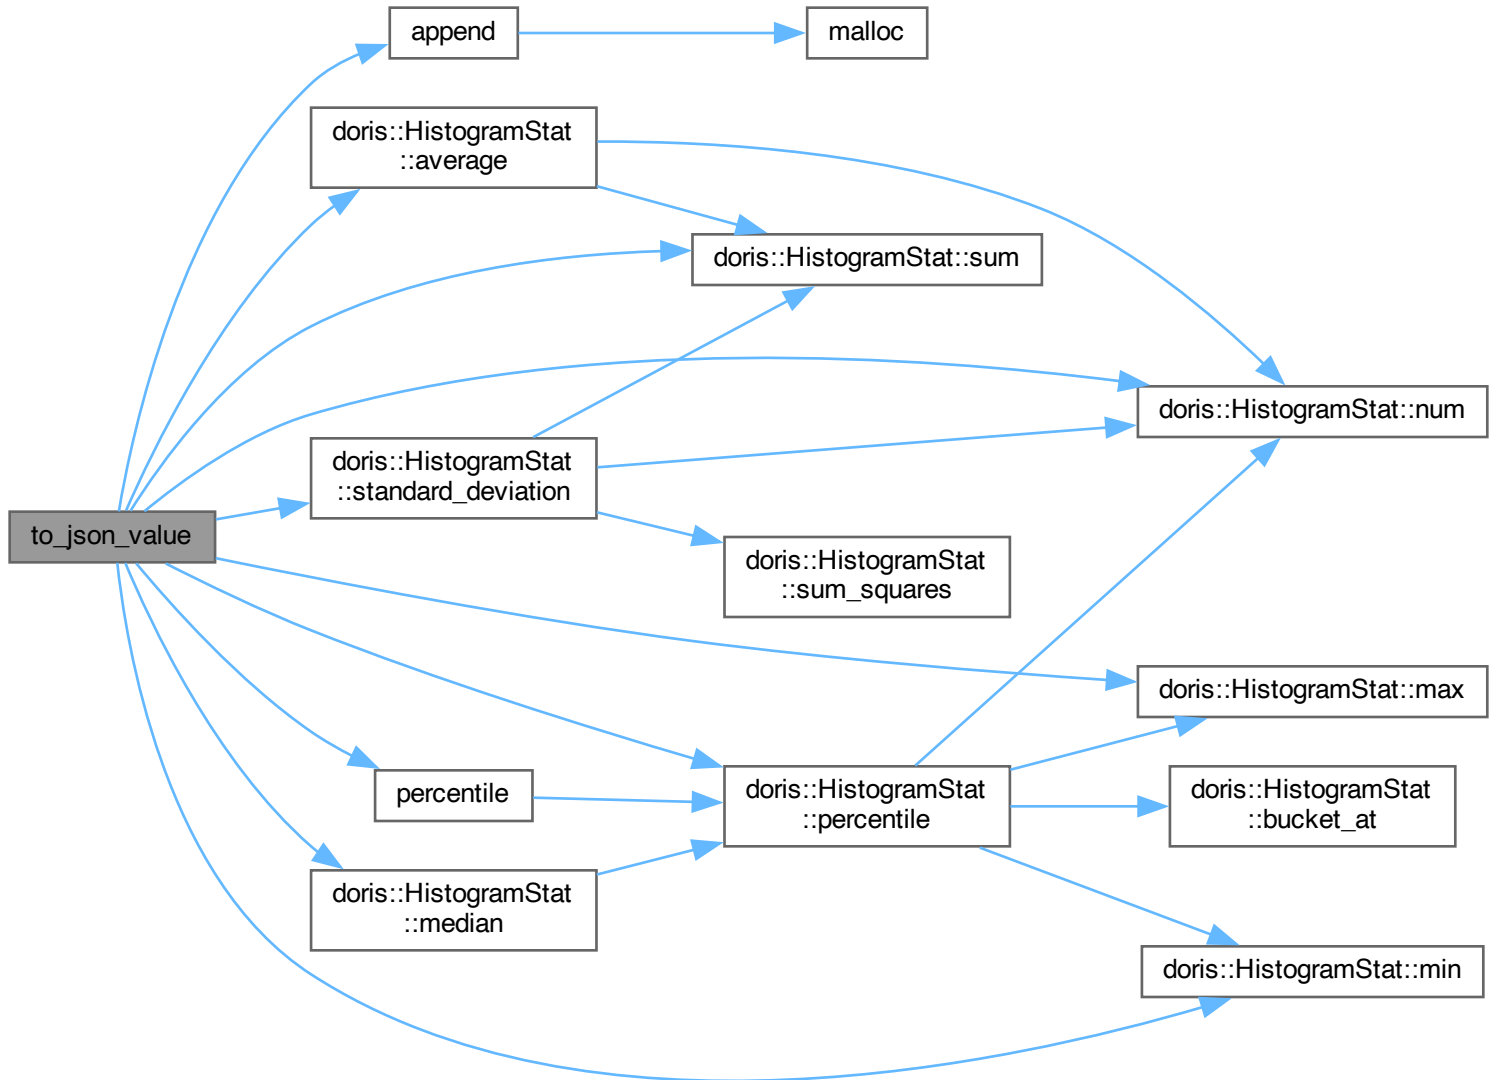 append
malloc
doris::HistogramStat
::average
doris::HistogramStat::sum
doris::HistogramStat::num
doris::HistogramStat
::standard_deviation
to_json_value
doris::HistogramStat
::sum_squares
doris::HistogramStat::max
percentile
doris::HistogramStat
::percentile
doris::HistogramStat
::bucket_at
doris::HistogramStat
::median
doris::HistogramStat::min